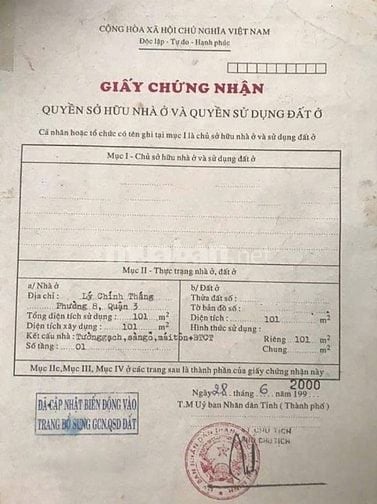 CỘNG HÒA XÃ HỘI CHỦ NGHĨA VIỆT NAM
Độc lập - Tự do - Hạnh phúc
GIẤY CHỨNG NHẬN
QUYỀN SỞ HỮU NHÀ Ở VÀ QUYỀN SỬ DỤNG ĐẤT Ở
Cá nhân hoặc tổ chức có tên ghi tại mục I là chủ sở hữu nhà ở và sử dụng đất ở
Mục I - Chủ sở hữu nhà ở và sử dụng đất ở
muaban.net
Mục II - Thực trạng nhà ở, đất ở
a/ Nhà ở
Địa chỉ : Lý Chính Thắng
Phường 8, Quận 3
Tổng diện tích sử dụng : 101 m2
Diện tích xây dựng : 101 m2
Kết cấu nhà : Tườnggạch, sàngỗ, máitôn+BTCT
Số tầng : 01
b/ Đất ở
Thửa đất số :
Tờ bản đồ số :
Diện tích : 101 m2
Hình thức sử dụng :
Riêng 101 m2
Chung m2
Mục IIc, Mục III, Mục IV ở các trang sau là thành phần của giấy chứng nhận này
Ngày 28 tháng 6 năm 199 2000
T.M Uỷ ban Nhân dân Tỉnh (Thành phố)
ĐÃ CẬP NHẬT BIẾN ĐỘNG VÀO
TRANG BỔ SUNG GCN.QSD ĐẤT
CHỦ TỊCH
CHỦ TỊCH